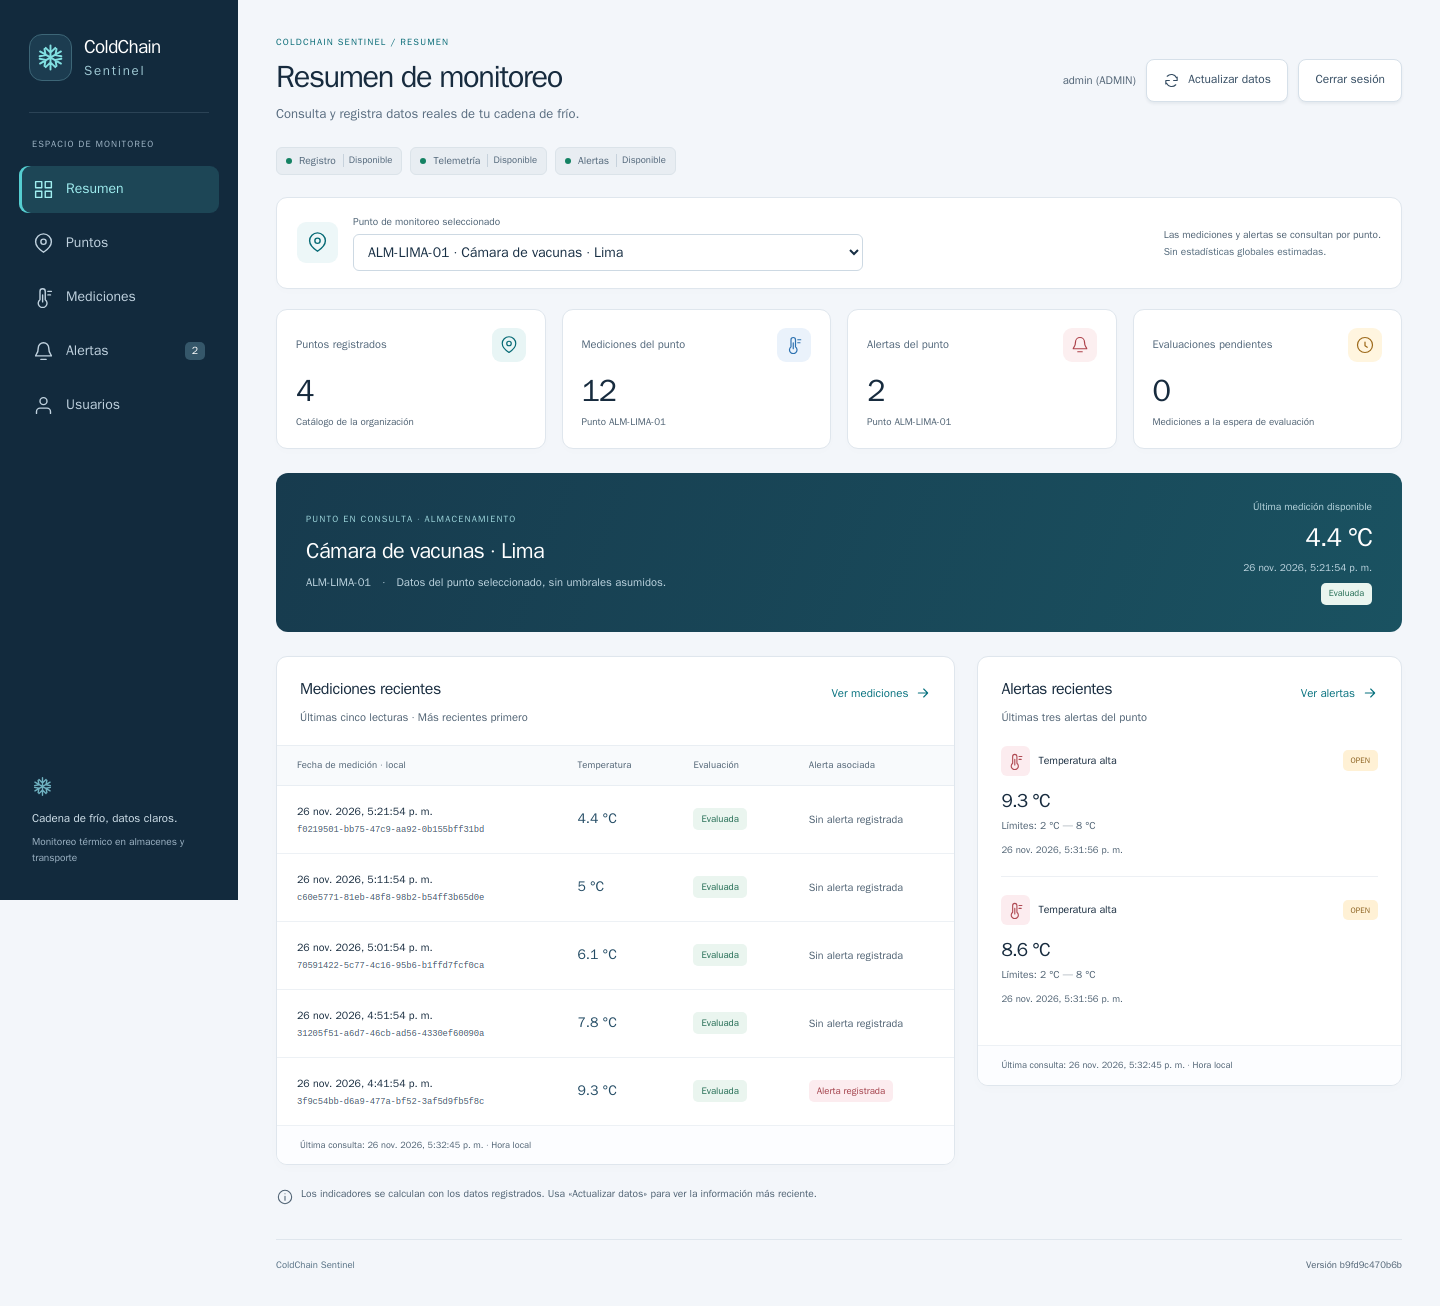 ColdChain
Sentinel
ESPACIO DE MONITOREO
Resumen
Puntos
Mediciones
Alertas 2
Usuarios
Cadena de frío, datos claros.
Monitoreo térmico en almacenes y
transporte
COLDCHAIN SENTINEL / RESUMEN
Resumen de monitoreo
Consulta y registra datos reales de tu cadena de frío.
admin (ADMIN)
Actualizar datos
Cerrar sesión
Registro Disponible
Telemetría Disponible
Alertas Disponible
Punto de monitoreo seleccionado
ALM-LIMA-01 · Cámara de vacunas · Lima
Las mediciones y alertas se consultan por punto.
Sin estadísticas globales estimadas.
Puntos registrados
4
Catálogo de la organización
Mediciones del punto
12
Punto ALM-LIMA-01
Alertas del punto
2
Punto ALM-LIMA-01
Evaluaciones pendientes
0
Mediciones a la espera de evaluación
PUNTO EN CONSULTA · ALMACENAMIENTO
Cámara de vacunas · Lima
ALM-LIMA-01 · Datos del punto seleccionado, sin umbrales asumidos.
Última medición disponible
4.4 °C
26 nov. 2026, 5:21:54 p. m.
Evaluada
Mediciones recientes
Últimas cinco lecturas · Más recientes primero
Ver mediciones
Fecha de medición · local Temperatura Evaluación Alerta asociada
26 nov. 2026, 5:21:54 p. m.
f0219501-bb75-47c9-aa92-0b155bff31bd
4.4 °C Evaluada Sin alerta registrada
26 nov. 2026, 5:11:54 p. m.
c60e5771-81eb-48f8-98b2-b54ff3b65d0e
5 °C Evaluada Sin alerta registrada
26 nov. 2026, 5:01:54 p. m.
70591422-5c77-4c16-95b6-b1ffd7fcf0ca
6.1 °C Evaluada Sin alerta registrada
26 nov. 2026, 4:51:54 p. m.
31205f51-a6d7-46cb-ad56-4330ef60090a
7.8 °C Evaluada Sin alerta registrada
26 nov. 2026, 4:41:54 p. m.
3f9c54bb-d6a9-477a-bf52-3af5d9fb5f8c
9.3 °C Evaluada Alerta registrada
Última consulta: 26 nov. 2026, 5:32:45 p. m. · Hora local
Alertas recientes
Últimas tres alertas del punto
Ver alertas
Temperatura alta OPEN
9.3 °C
Límites: 2 °C — 8 °C
26 nov. 2026, 5:31:56 p. m.
Temperatura alta OPEN
8.6 °C
Límites: 2 °C — 8 °C
26 nov. 2026, 5:31:56 p. m.
Última consulta: 26 nov. 2026, 5:32:45 p. m. · Hora local
Los indicadores se calculan con los datos registrados. Usa «Actualizar datos» para ver la información más reciente.
ColdChain Sentinel
Versión b9fd9c470b6b